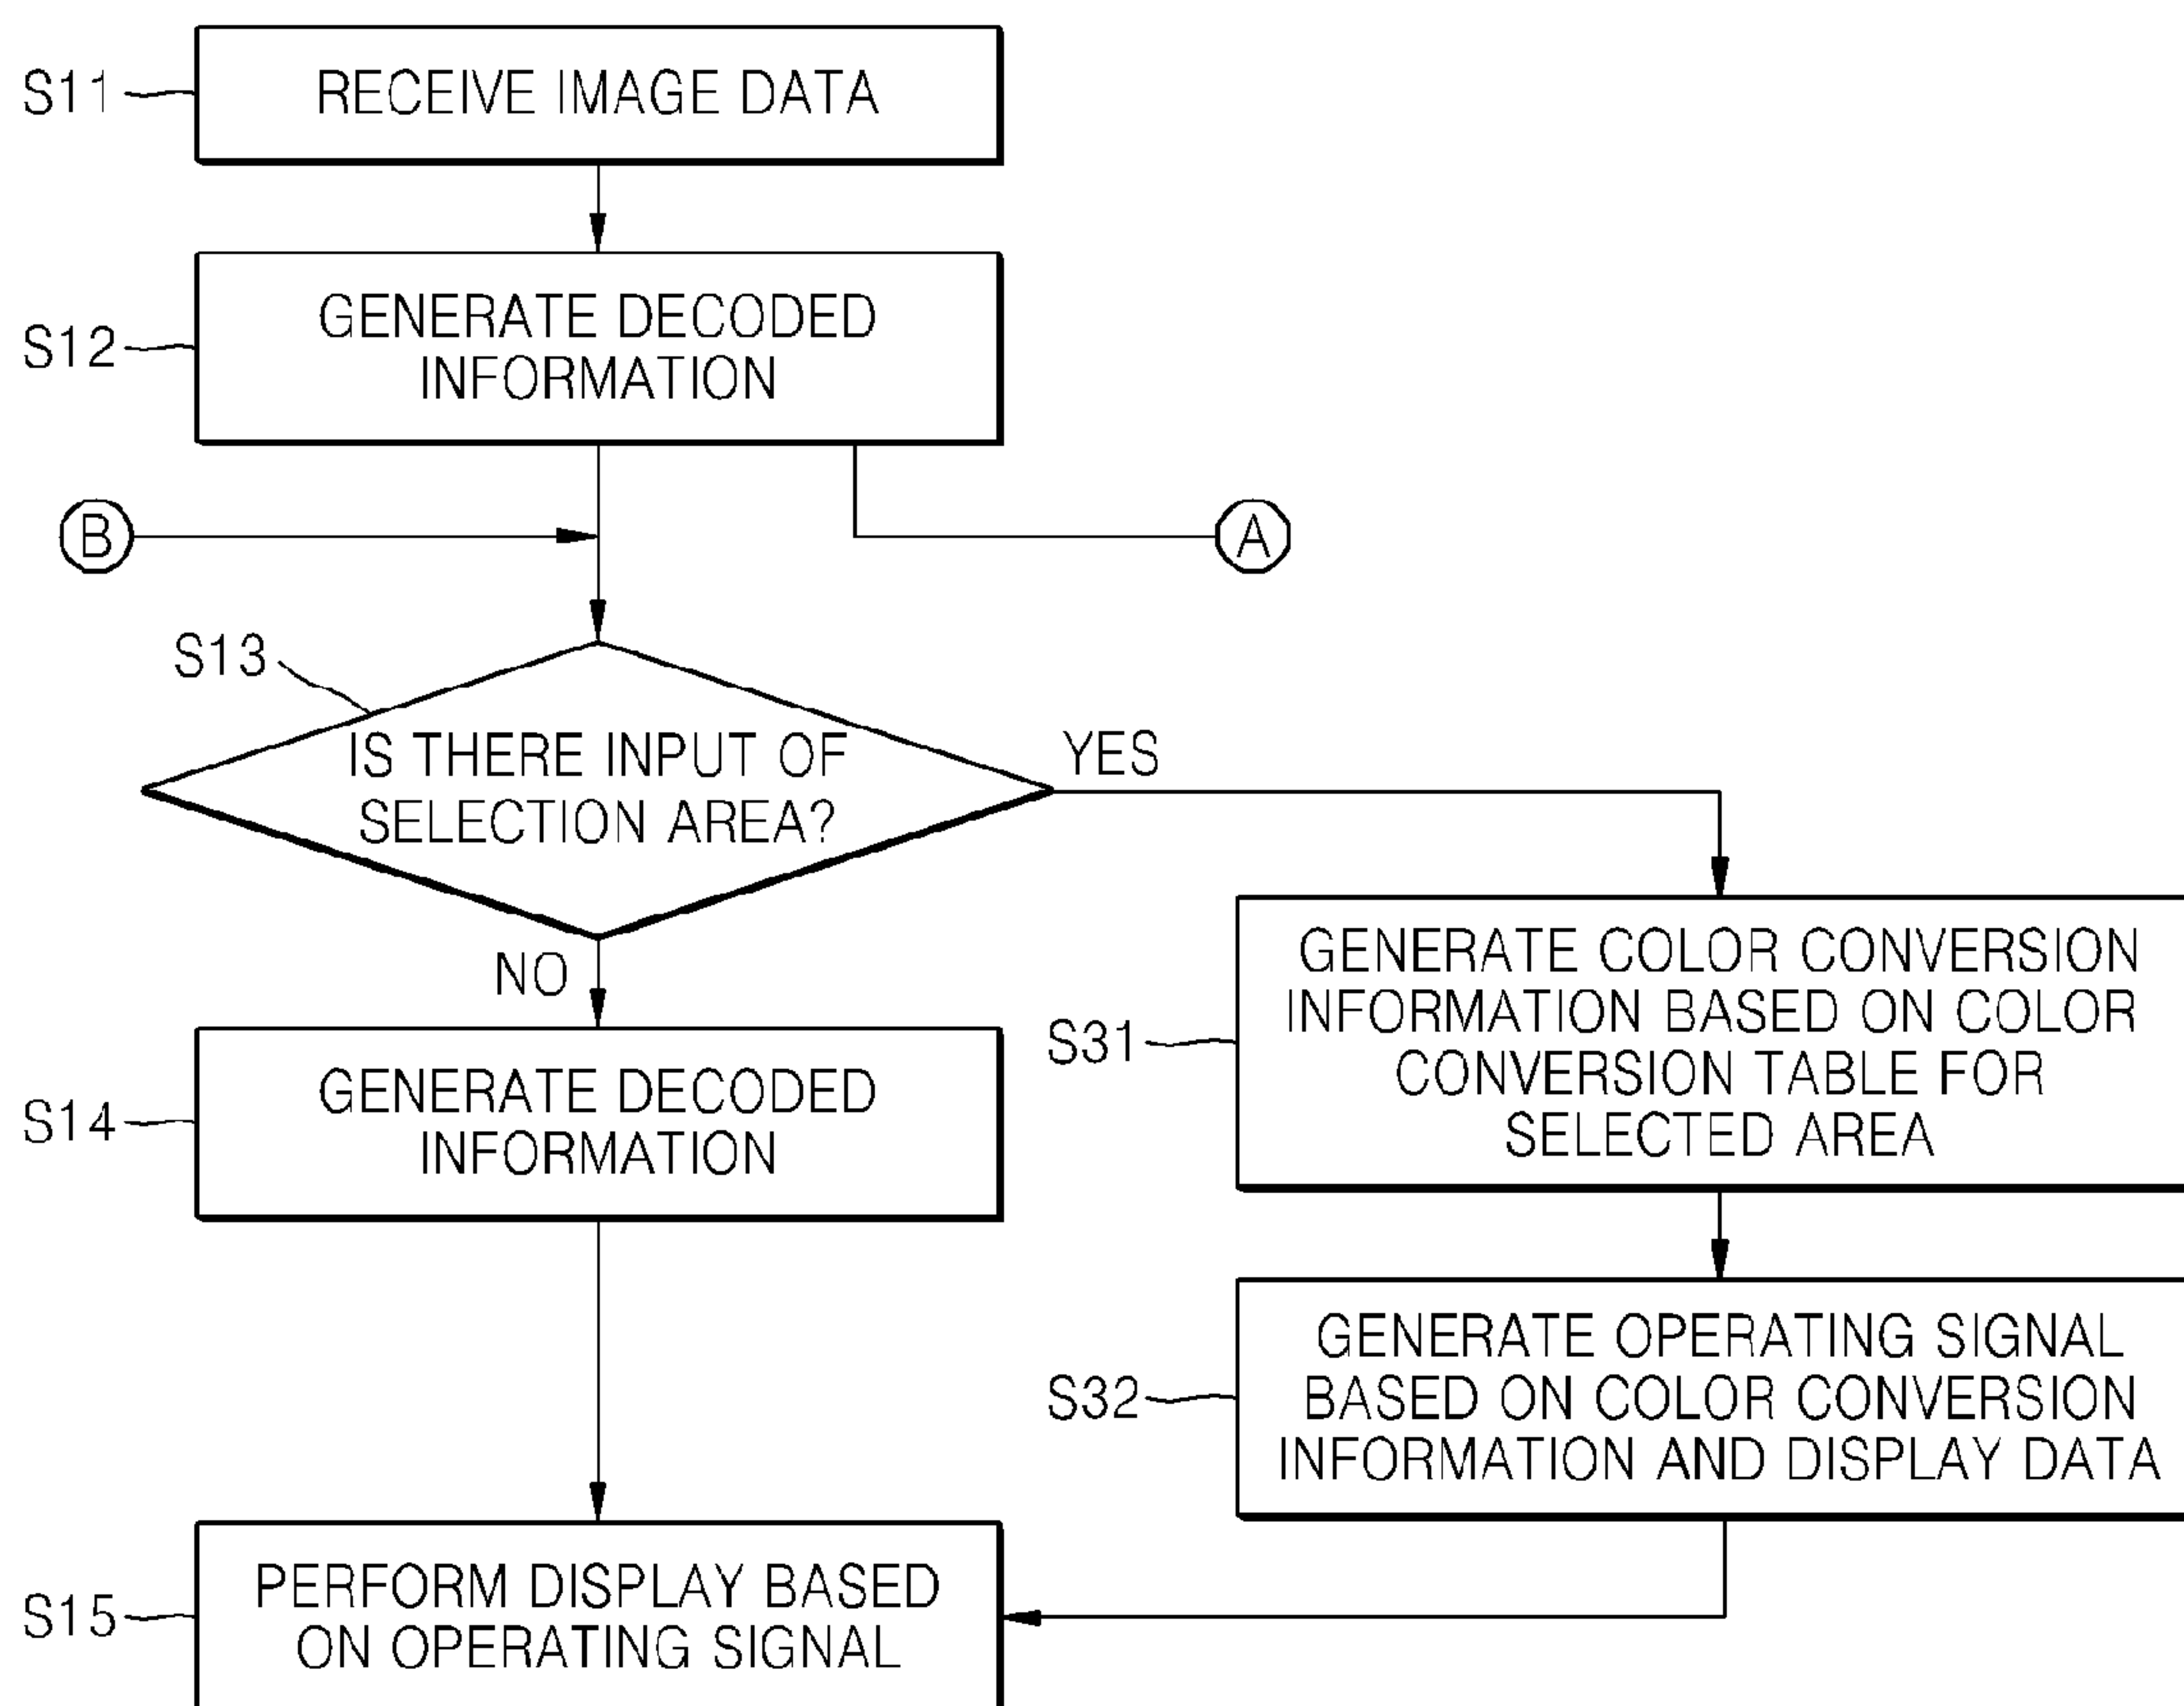 S11
RECEIVE IMAGE DATA
S12
GENERATE DECODED
INFORMATION
B
A
S13
IS THERE INPUT OF
SELECTION AREA?
YES
NO
S31
GENERATE COLOR CONVERSION
INFORMATION BASED ON COLOR
CONVERSION TABLE FOR
SELECTED AREA
S14
GENERATE DECODED
INFORMATION
S32
GENERATE OPERATING SIGNAL
BASED ON COLOR CONVERSION
INFORMATION AND DISPLAY DATA
S15
PERFORM DISPLAY BASED
ON OPERATING SIGNAL